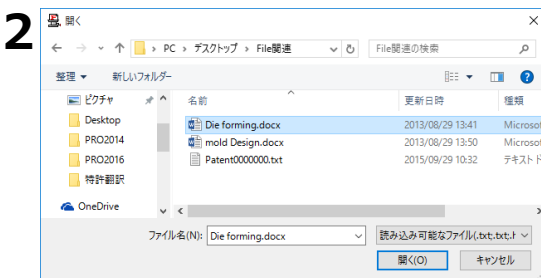 2
開く
PC › デスクトップ › File関連
File関連の検索
整理 ▼ 新しいフォルダー
ピクチャ
Desktop
PRO2014
PRO2016
特許翻訳
OneDrive
名前 更新日時 種類
Die forming.docx 2013/08/29 13:41 Microsof
mold Design.docx 2013/08/29 13:50 Microsof
Patent0000000.txt 2015/09/29 10:32 テキスト ド
ファイル名(N): Die forming.docx 読み込み可能なファイル(.txt;.txt;.h
開く(O) キャンセル